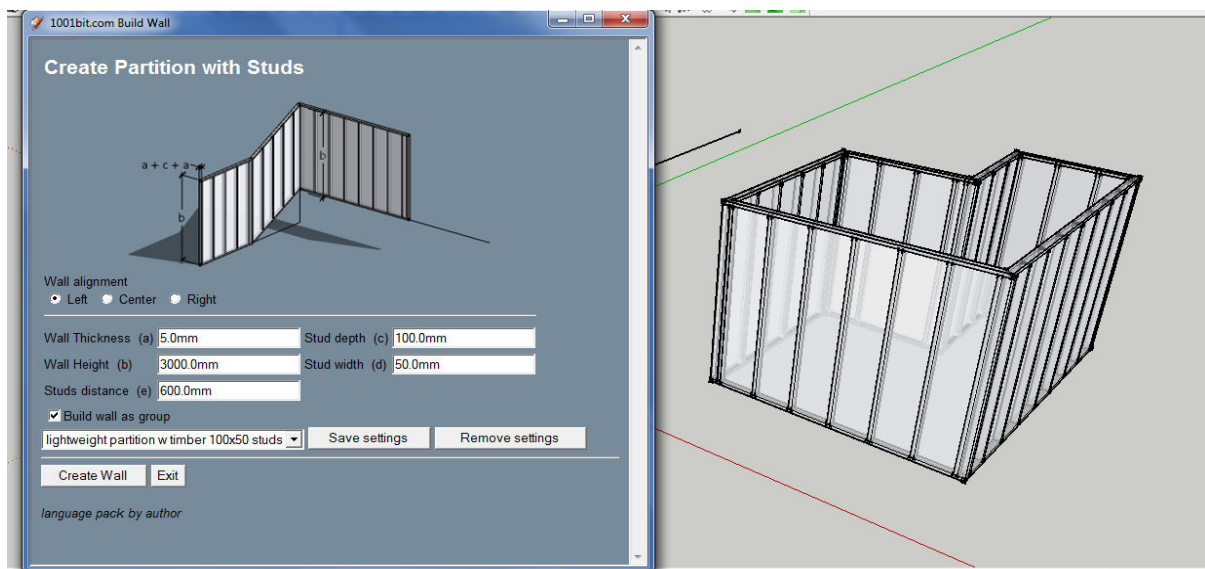 1001bit.com Build Wall
Create Partition with Studs
a + c + a
b
b
Wall alignment
Left Center Right
Wall Thickness (a) 5.0mm Stud depth (c) 100.0mm
Wall Height (b) 3000.0mm Stud width (d) 50.0mm
Studs distance (e) 600.0mm
Build wall as group
lightweight partition w timber 100x50 studs Save settings Remove settings
Create Wall Exit
language pack by author